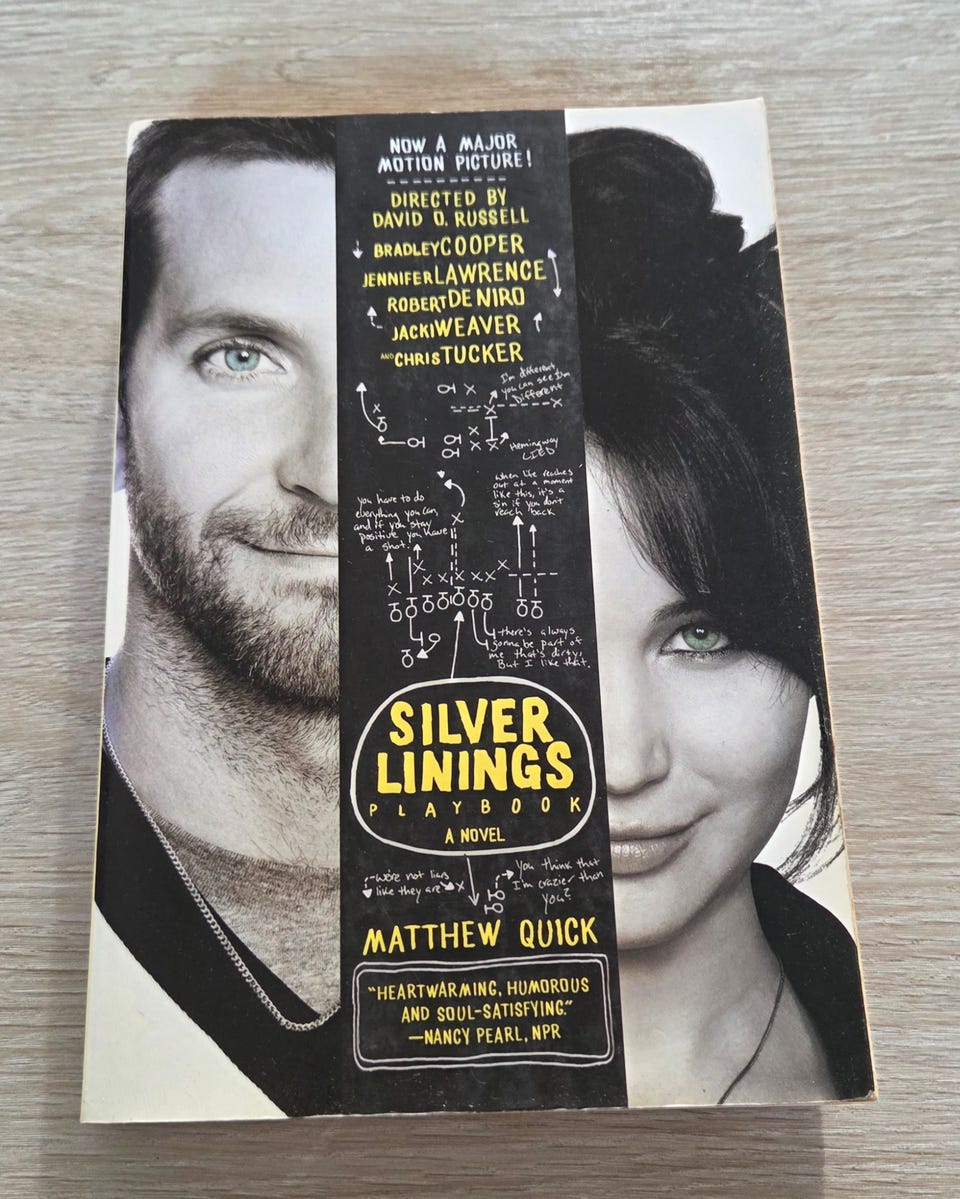 NOW A MAJOR
MOTION PICTURE!
DIRECTED BY
DAVID O. RUSSELL
BRADLEY COOPER
JENNIFER LAWRENCE
ROBERT DE NIRO
JACKI WEAVER
AND CHRIS TUCKER
I'm different,
you can see I'm
Different
Hemingway
LIED
when life reaches
out at a moment
like this, it's a
sin if you don't
reach back
you have to do
everything you can,
and if you stay
positive you have
a shot.
there's always
gonna be part of
me that's dirty,
But I like that.
SILVER
LININGS
PLAYBOOK
A NOVEL
we're not liars
like they are
You think that
I'm crazier than
you?
MATTHEW QUICK
"HEARTWARMING, HUMOROUS
AND SOUL-SATISFYING."
—NANCY PEARL, NPR